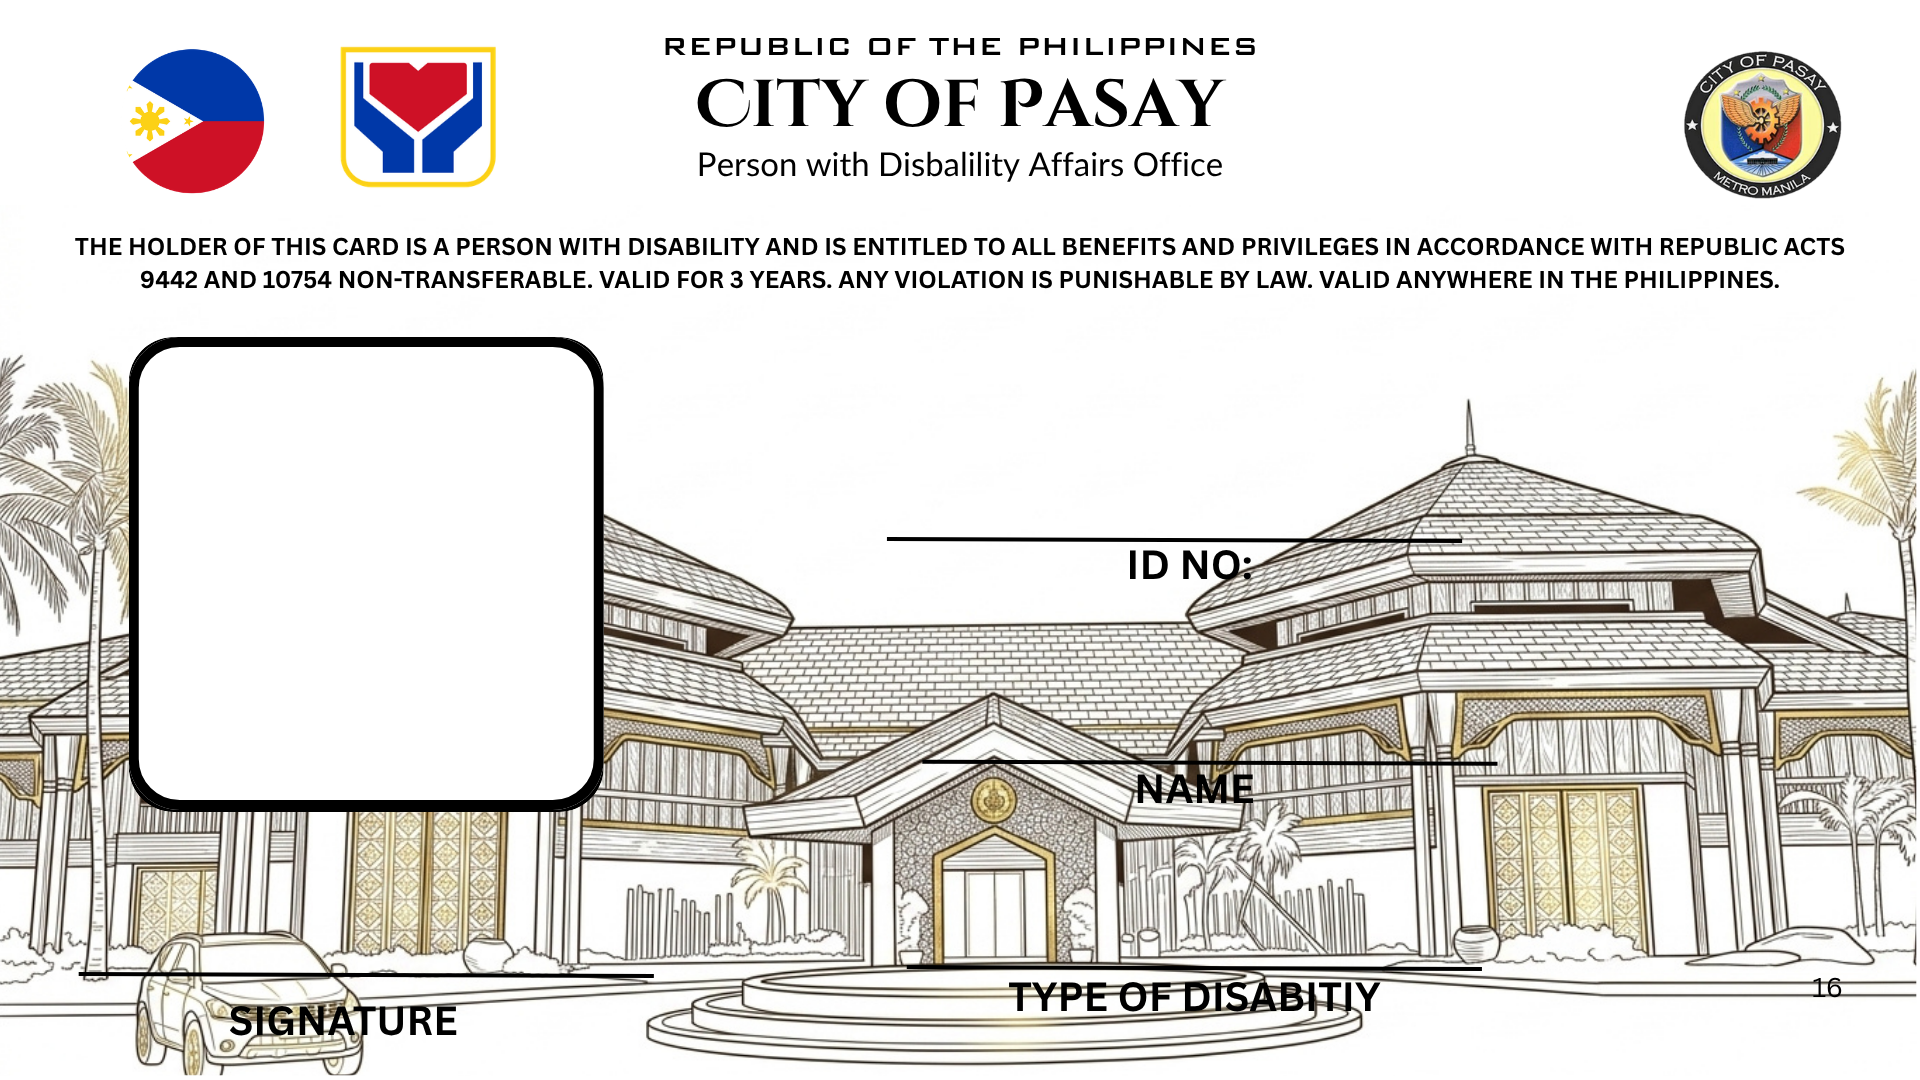 REPUBLIC OF THE PHILIPPINES
CITY OF PASAY
Person with Disbalility Affairs Office
CITY OF PASAY
METRO MANILA
THE HOLDER OF THIS CARD IS A PERSON WITH DISABILITY AND IS ENTITLED TO ALL BENEFITS AND PRIVILEGES IN ACCORDANCE WITH REPUBLIC ACTS
9442 AND 10754 NON-TRANSFERABLE. VALID FOR 3 YEARS. ANY VIOLATION IS PUNISHABLE BY LAW. VALID ANYWHERE IN THE PHILIPPINES.
ID NO:
NAME
TYPE OF DISABITIY
16
SIGNATURE